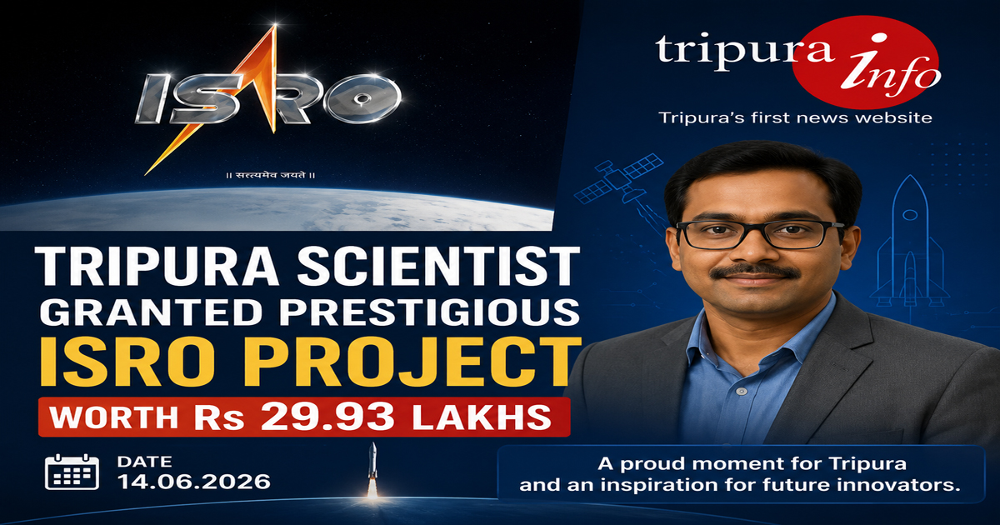 ISRO
॥ सत्यमेव जयते ॥
tripura info
Tripura's first news website
TRIPURA SCIENTIST
GRANTED PRESTIGIOUS
ISRO PROJECT
WORTH Rs 29.93 LAKHS
DATE
14.06.2026
A proud moment for Tripura
and an inspiration for future innovators.